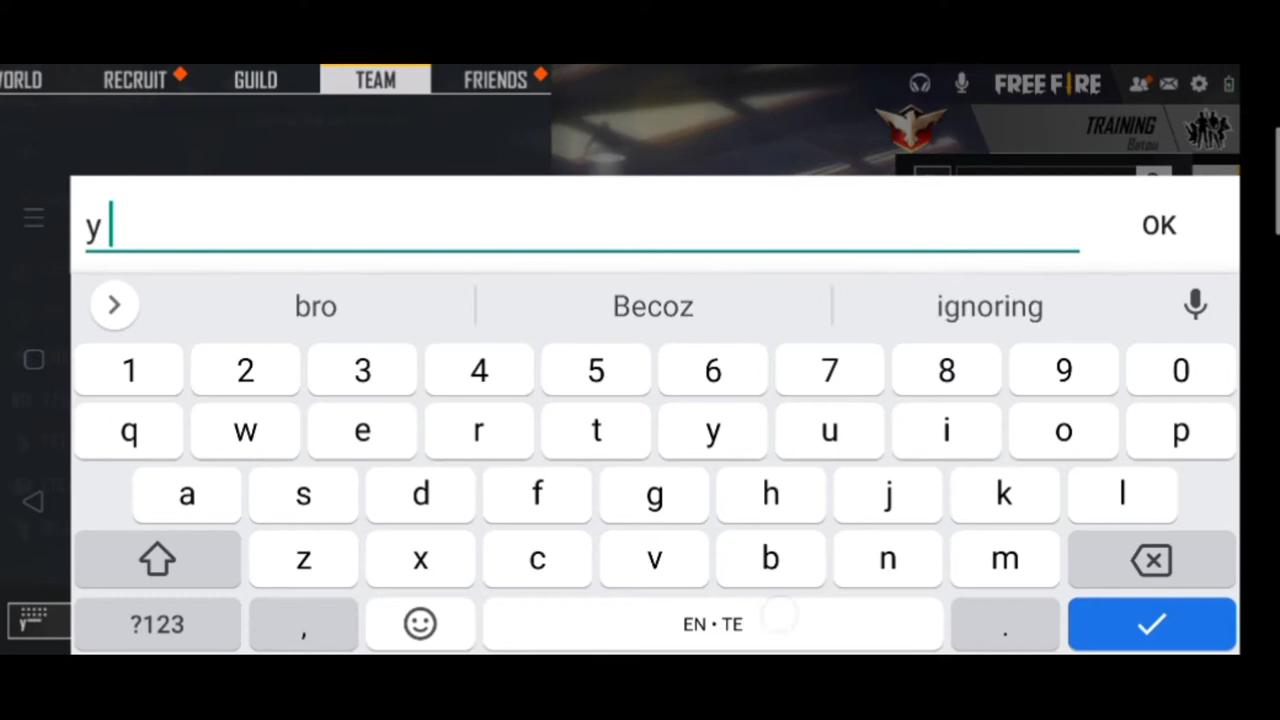 WORLD RECRUIT GUILD TEAM FRIENDS FREE FIRE
TRAINING
Batou
y
OK
bro Becoz ignoring
1 2 3 4 5 6 7 8 9 0
q w e r t y u i o p
a s d f g h j k l
z x c v b n m
?123 , EN • TE .
y